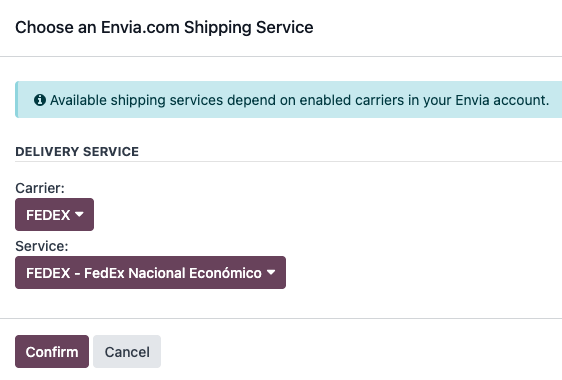 Choose an Envia.com Shipping Service
Available shipping services depend on enabled carriers in your Envia account.
DELIVERY SERVICE
Carrier:
FEDEX
Service:
FEDEX - FedEx Nacional Económico
Confirm Cancel